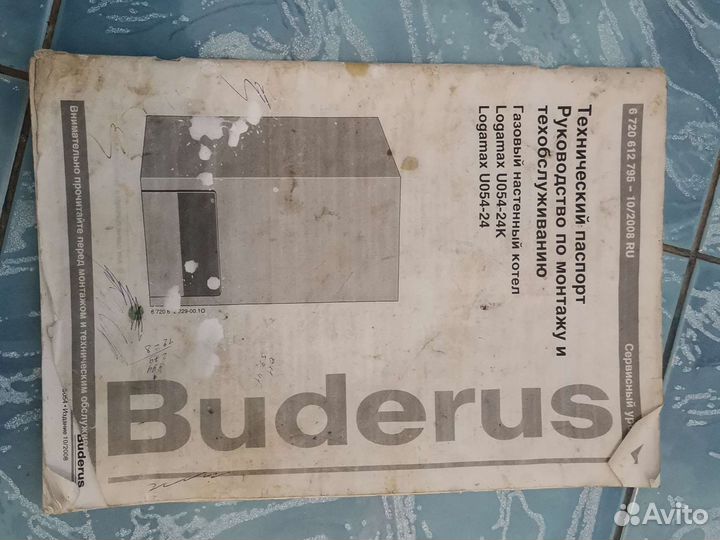 6 720 612 795 – 10/2008 RU
Сервисный
Технический паспорт
Руководство по монтажу и
техобслуживанию
Газовый настенный котел
Logamax U054-24K
Logamax U054-24
Buderus
Внимательно прочитайте перед монтажом и техническим
U054 • Издание 10/2008
Buderus
Avito